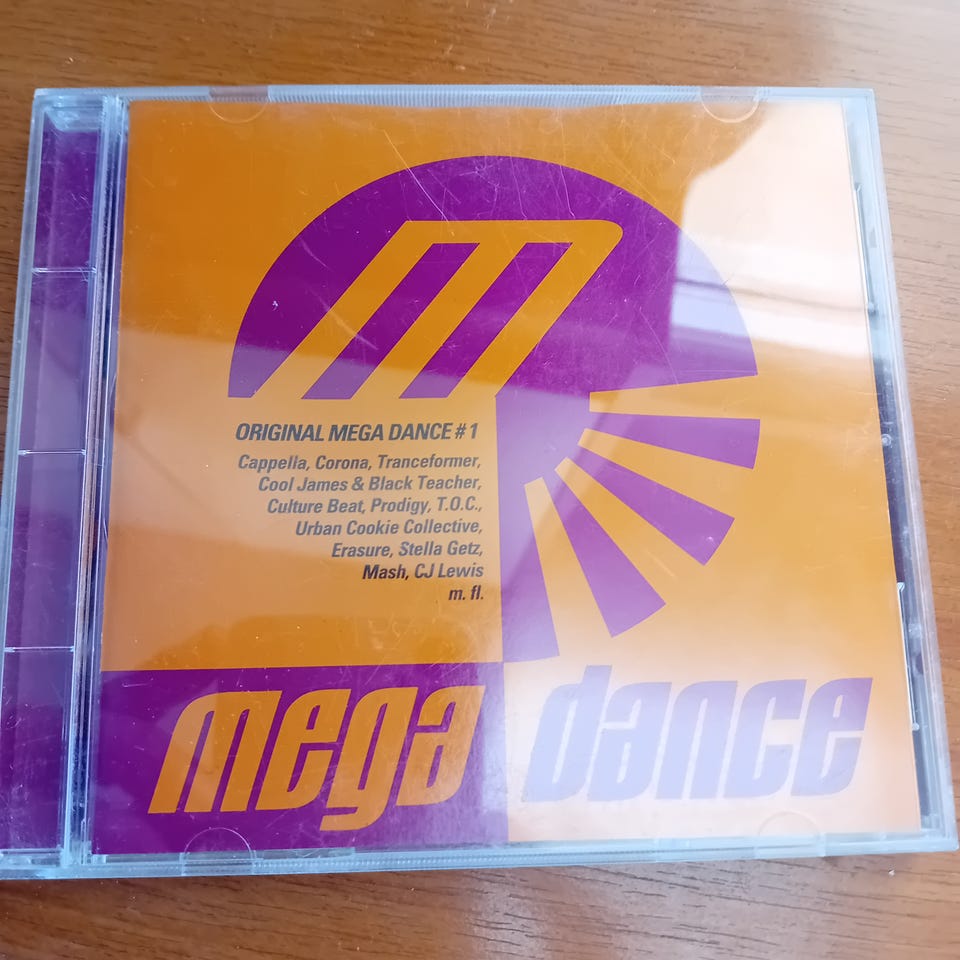 m
ORIGINAL MEGA DANCE #1
Cappella, Corona, Tranceformer,
Cool James & Black Teacher,
Culture Beat, Prodigy, T.O.C.,
Urban Cookie Collective,
Erasure, Stella Getz,
Mash, CJ Lewis
m. fl.
mega dance